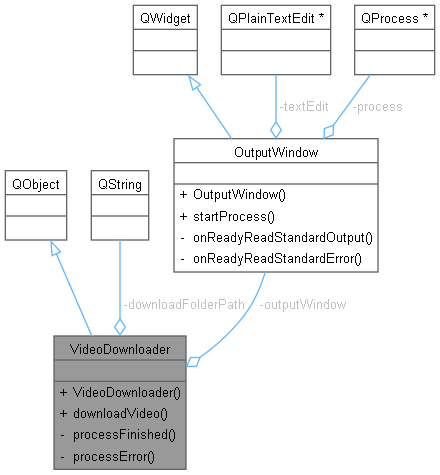 QWidget
QPlainTextEdit *
QProcess *
-textEdit
-process
OutputWindow
+ OutputWindow()
+ startProcess()
- onReadyReadStandardOutput()
- onReadyReadStandardError()
QObject
QString
-downloadFolderPath
-outputWindow
VideoDownloader
+ VideoDownloader()
+ downloadVideo()
- processFinished()
- processError()